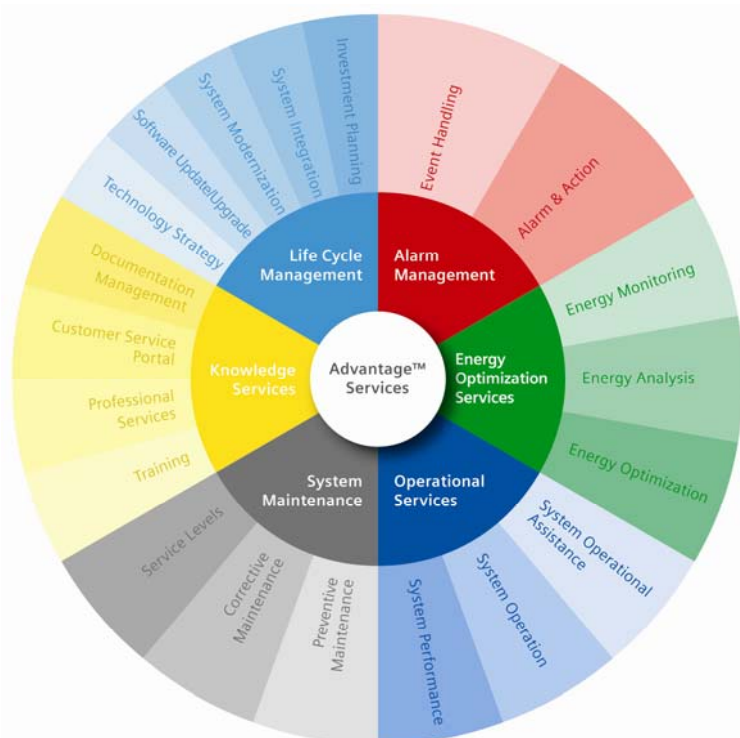 Advantage™
Services
Life Cycle
Management
Alarm
Management
Energy
Optimization
Services
Operational
Services
System
Maintenance
Knowledge
Services
Event Handling
Alarm & Action
Energy Monitoring
Energy Analysis
Energy Optimization
System Operational
Assistance
System Operation
System Performance
Preventive
Maintenance
Corrective
Maintenance
Service Levels
Training
Professional
Services
Customer Service
Portal
Documentation
Management
Technology Strategy
Software Update/Upgrade
System Modernization
System Integration
Investment Planning